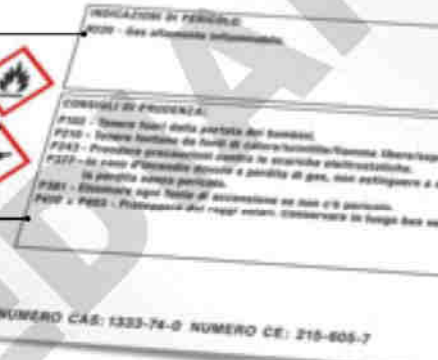 INDICAZIONI DI PERICOLO:
H220 - Gas altamente infiammabile.
CONSIGLI DI PRUDENZA:
P102 - Tenere fuori dalla portata dei bambini.
P210 - Tenere lontano da fonti di calore/scintille/fiamme libere/sup
P243 - Prendere precauzioni contro le scariche elettrostatiche.
P377 - In caso d'incendio dovuto a perdita di gas, non estinguere a
la perdita senza pericolo.
P381 - Eliminare ogni fonte di accensione se non c'è pericolo.
P410 + P403 - Proteggere dai raggi solari. Conservare in luogo ben
NUMERO CAS: 1333-74-0 NUMERO CE: 215-605-7